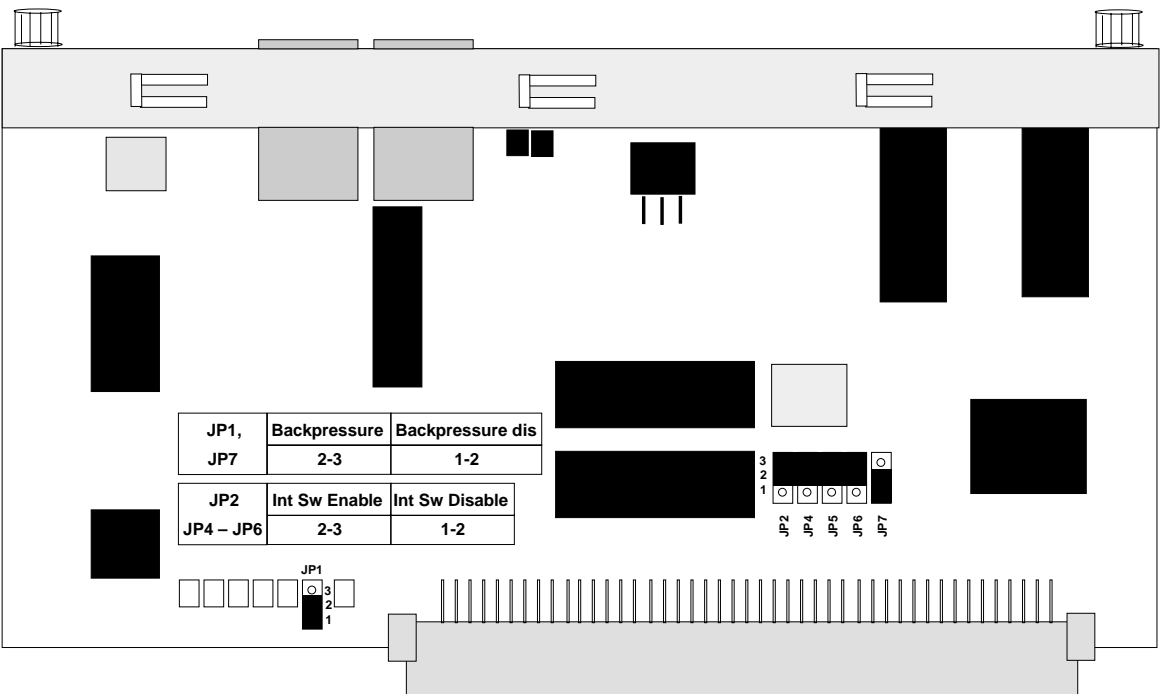 JP1, Backpressure Backpressure dis
JP7 2-3 1-2
JP2 Int Sw Enable Int Sw Disable
JP4 – JP6 2-3 1-2
3
2
1
JP2 JP4 JP5 JP6 JP7
JP1
3
2
1